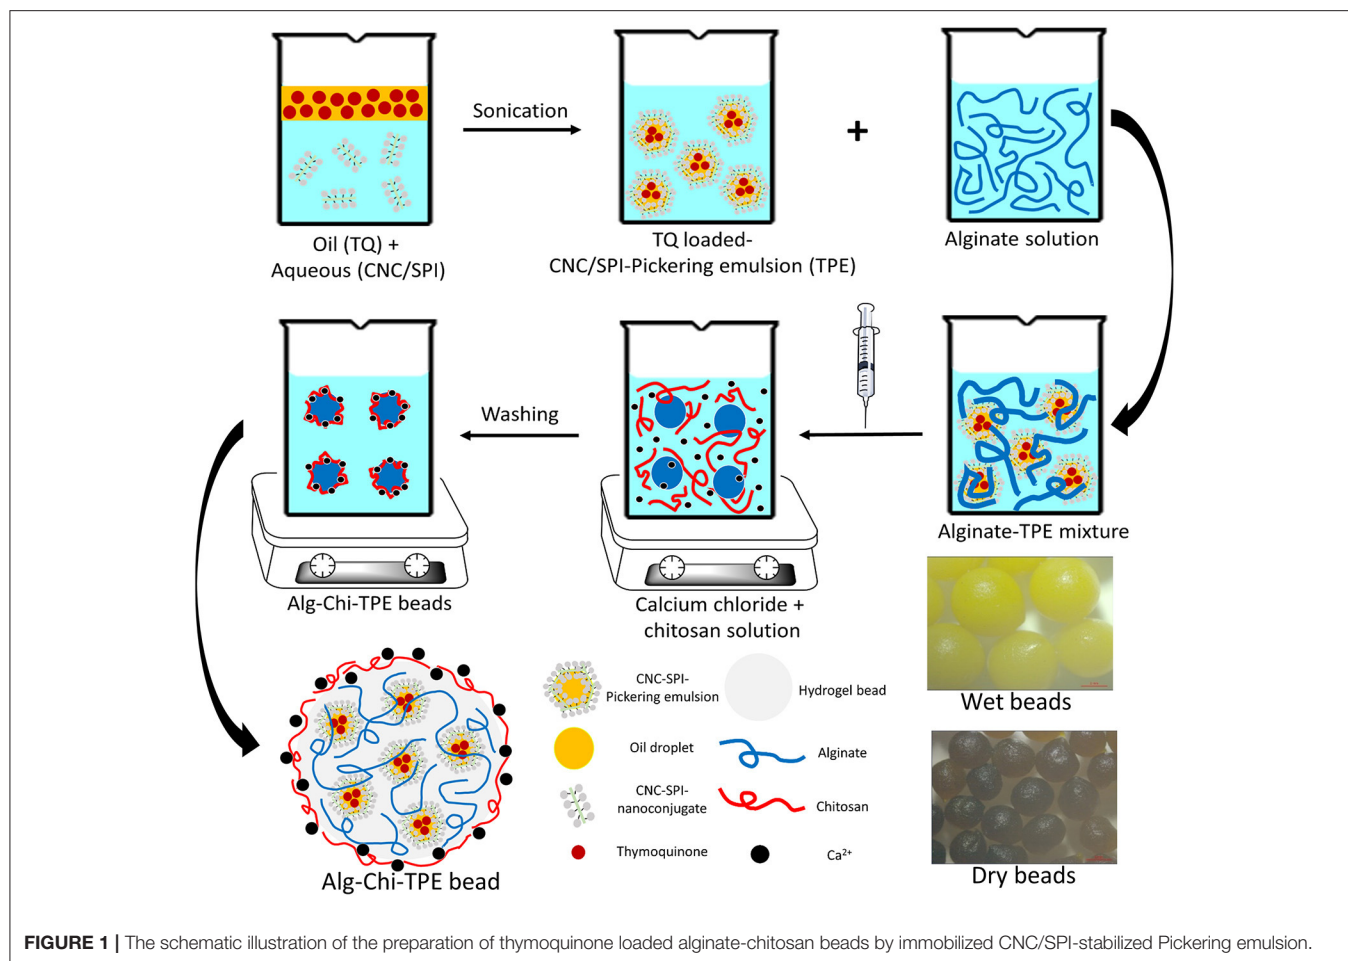 Sonication
+
Oil (TQ) +
Aqueous (CNC/SPI)
TQ loaded-
CNC/SPI-Pickering emulsion (TPE)
Alginate solution
Washing
Alg-Chi-TPE beads
Calcium chloride +
chitosan solution
Alginate-TPE mixture
CNC-SPI-
Pickering emulsion
Hydrogel bead
Oil droplet
Alginate
CNC-SPI-
nanoconjugate
Chitosan
Thymoquinone
Ca²⁺
Alg-Chi-TPE bead
Wet beads
Dry beads
FIGURE 1 | The schematic illustration of the preparation of thymoquinone loaded alginate-chitosan beads by immobilized CNC/SPI-stabilized Pickering emulsion.